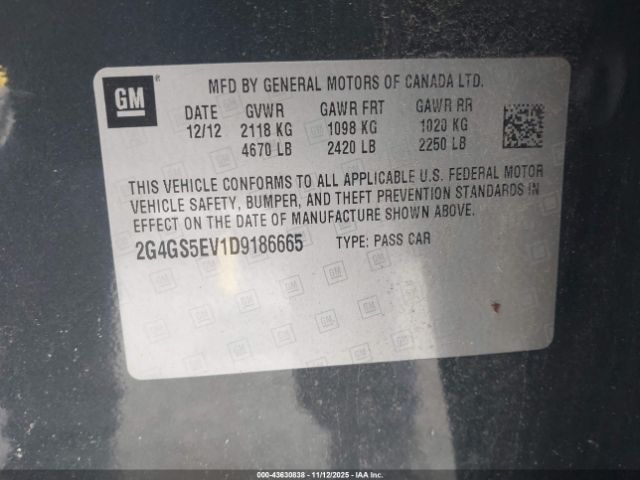 GM
MFD BY GENERAL MOTORS OF CANADA LTD.
DATE GVWR GAWR FRT GAWR RR
12/12 2118 KG 1098 KG 1020 KG
4670 LB 2420 LB 2250 LB
THIS VEHICLE CONFORMS TO ALL APPLICABLE U.S. FEDERAL MOTOR
VEHICLE SAFETY, BUMPER, AND THEFT PREVENTION STANDARDS IN
EFFECT ON THE DATE OF MANUFACTURE SHOWN ABOVE.
2G4GS5EV1D9186665 TYPE: PASS CAR
© 2000-43630838 - 11/12/2025 - IAA Inc.